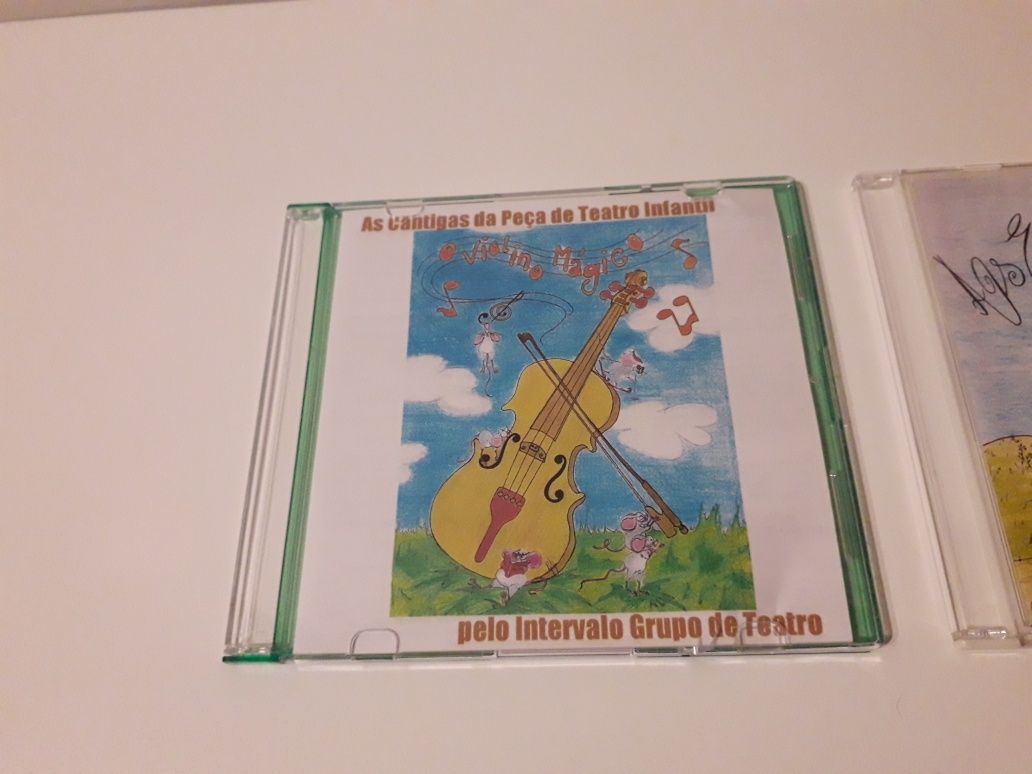 As Cantigas da Peça de Teatro Infantil
O Violino Mágico
pelo Intervalo Grupo de Teatro